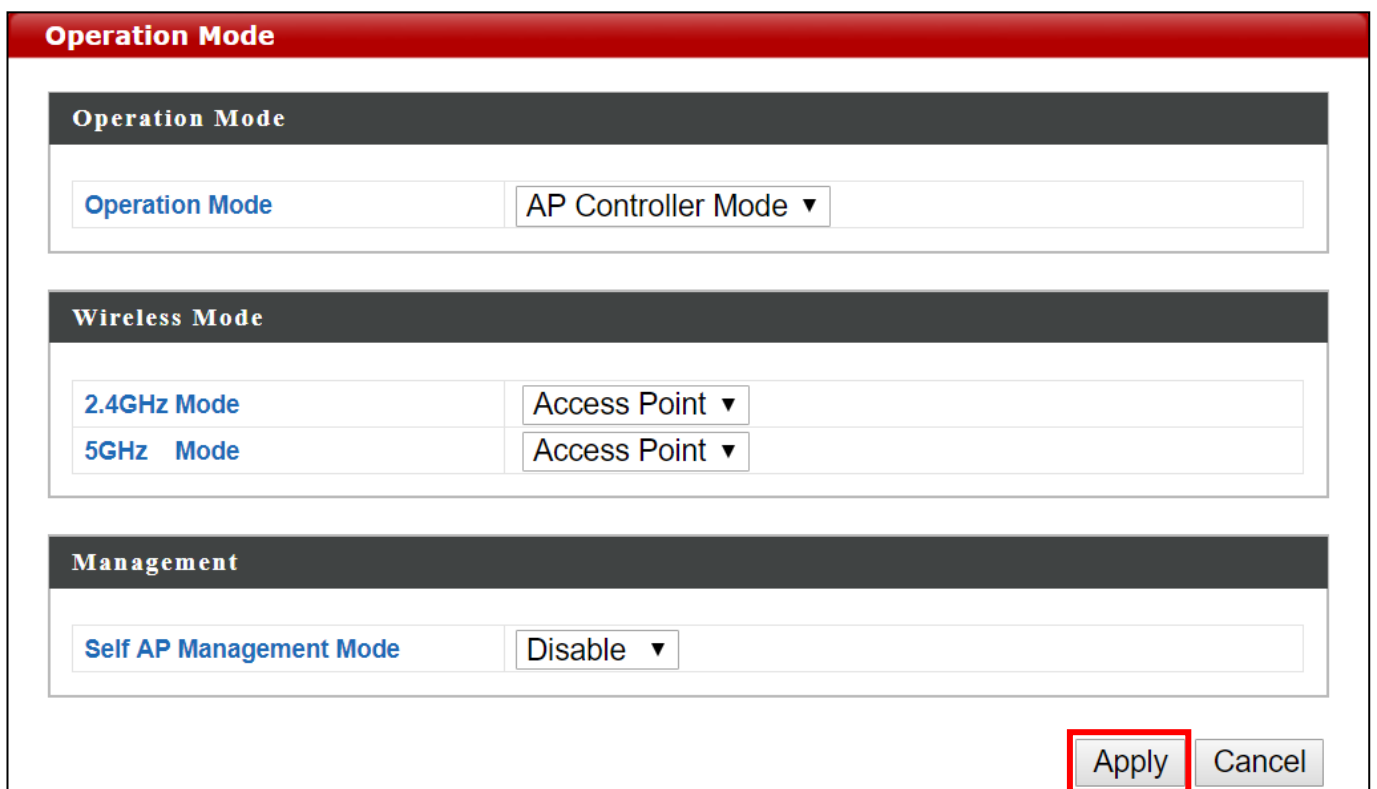 Operation Mode
Operation Mode
Operation Mode AP Controller Mode
Wireless Mode
2.4GHz Mode Access Point
5GHz Mode Access Point
Management
Self AP Management Mode Disable
Apply Cancel